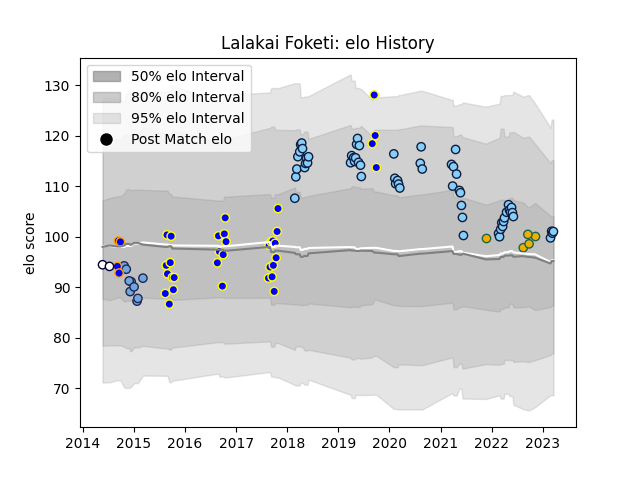 Lalakai Foketi: elo History
50% elo Interval
80% elo Interval
95% elo Interval
Post Match elo
elo score
130
120
110
100
90
80
70
2014 2015 2016 2017 2018 2019 2020 2021 2022 2023